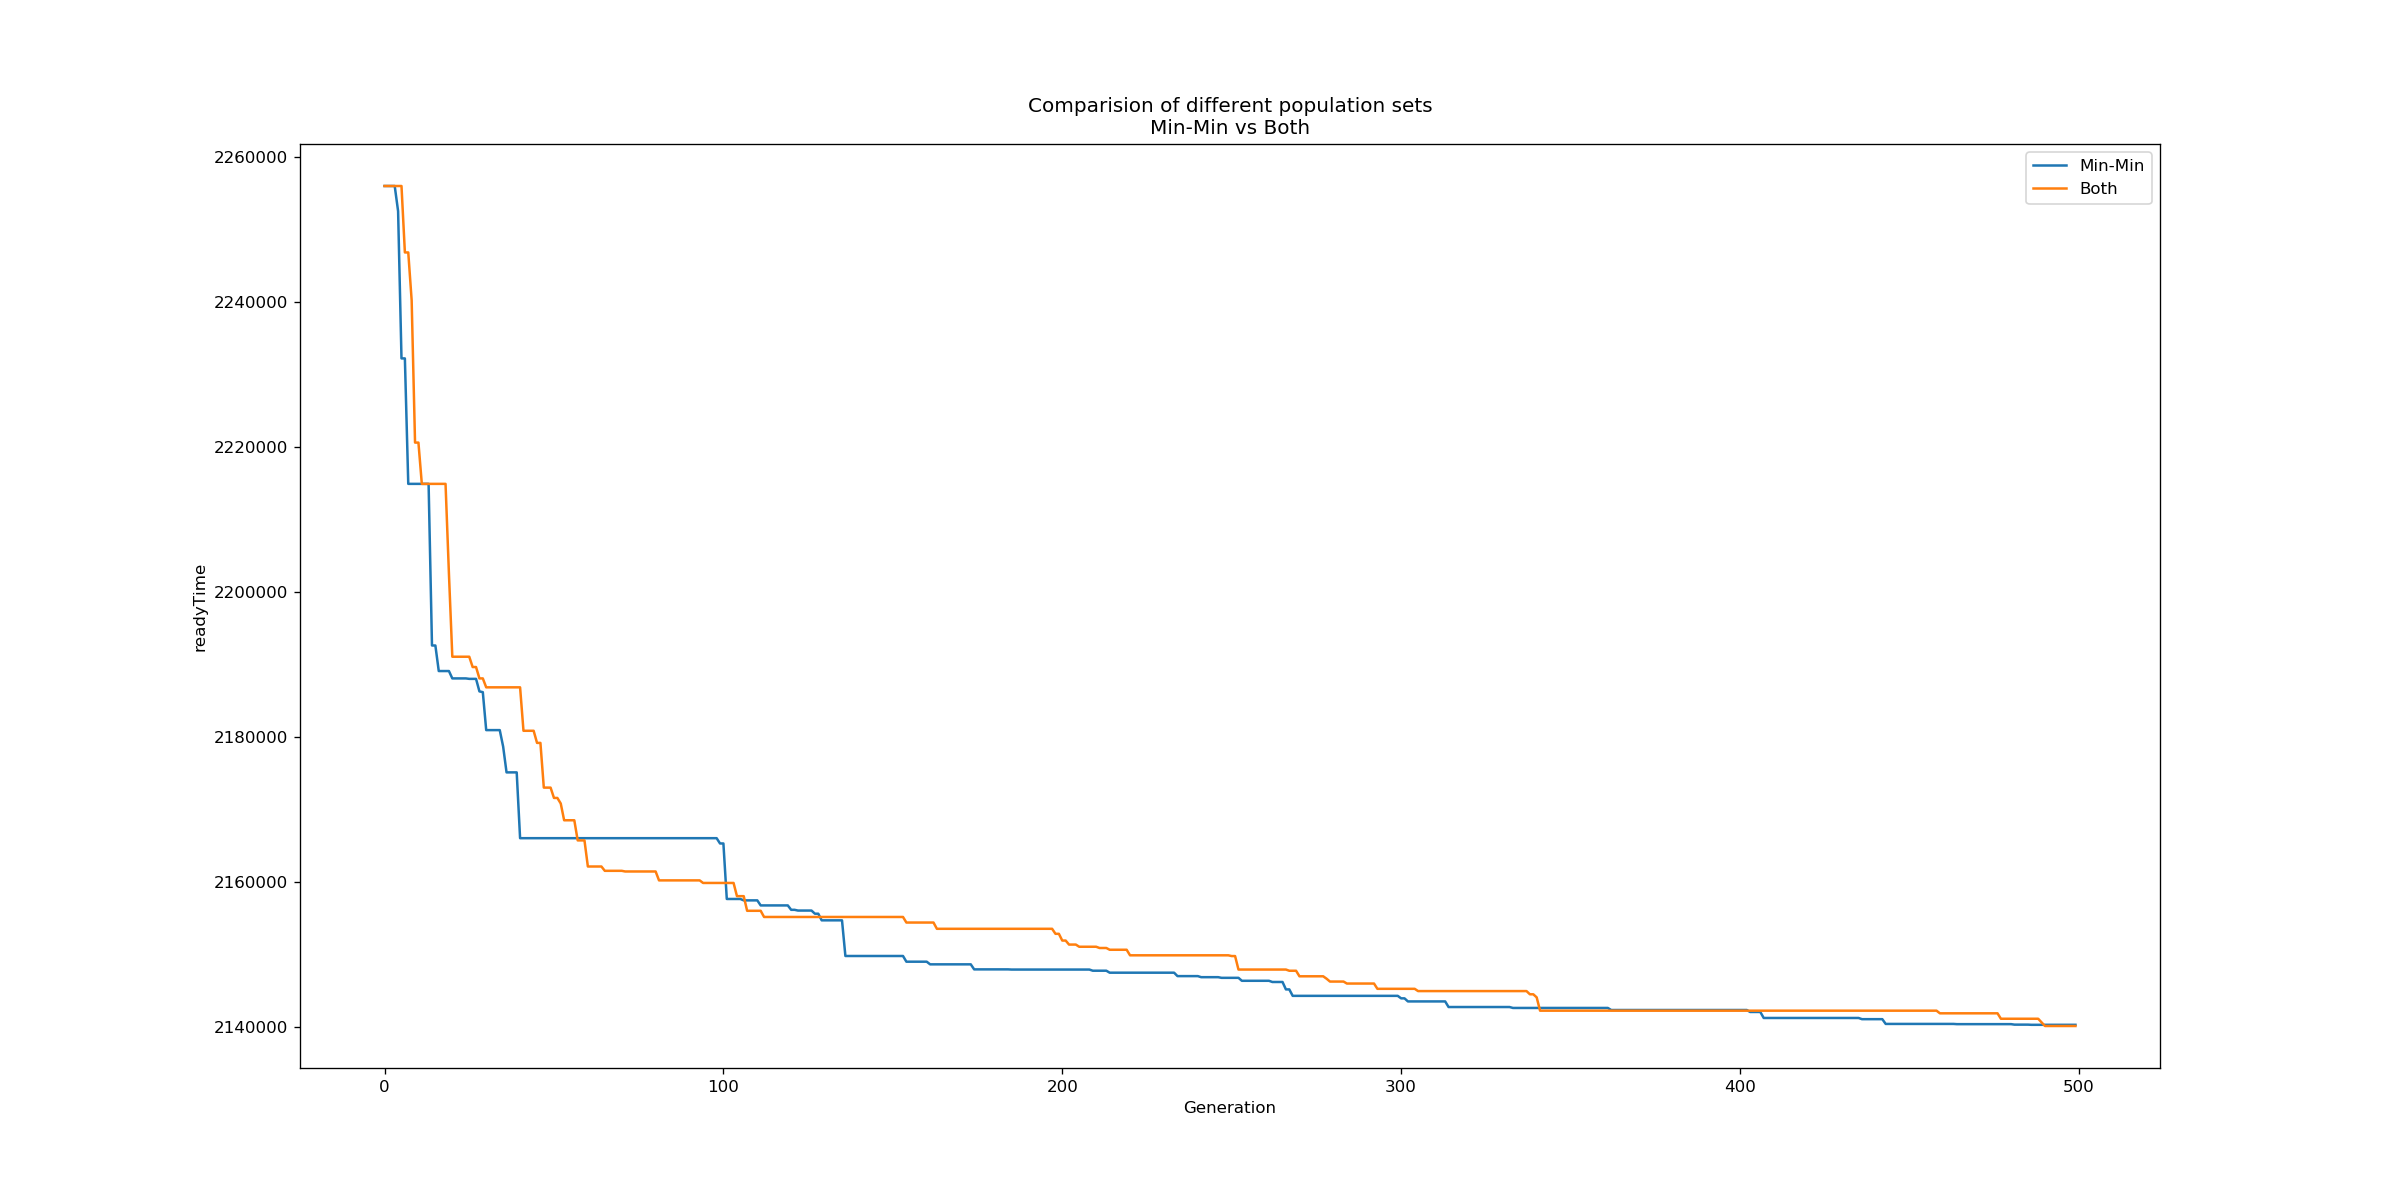 Comparision of different population sets
Min-Min vs Both
Min-Min
Both
2260000
2240000
2220000
2200000
2180000
2160000
2140000
readyTime
0 100 200 300 400 500
Generation